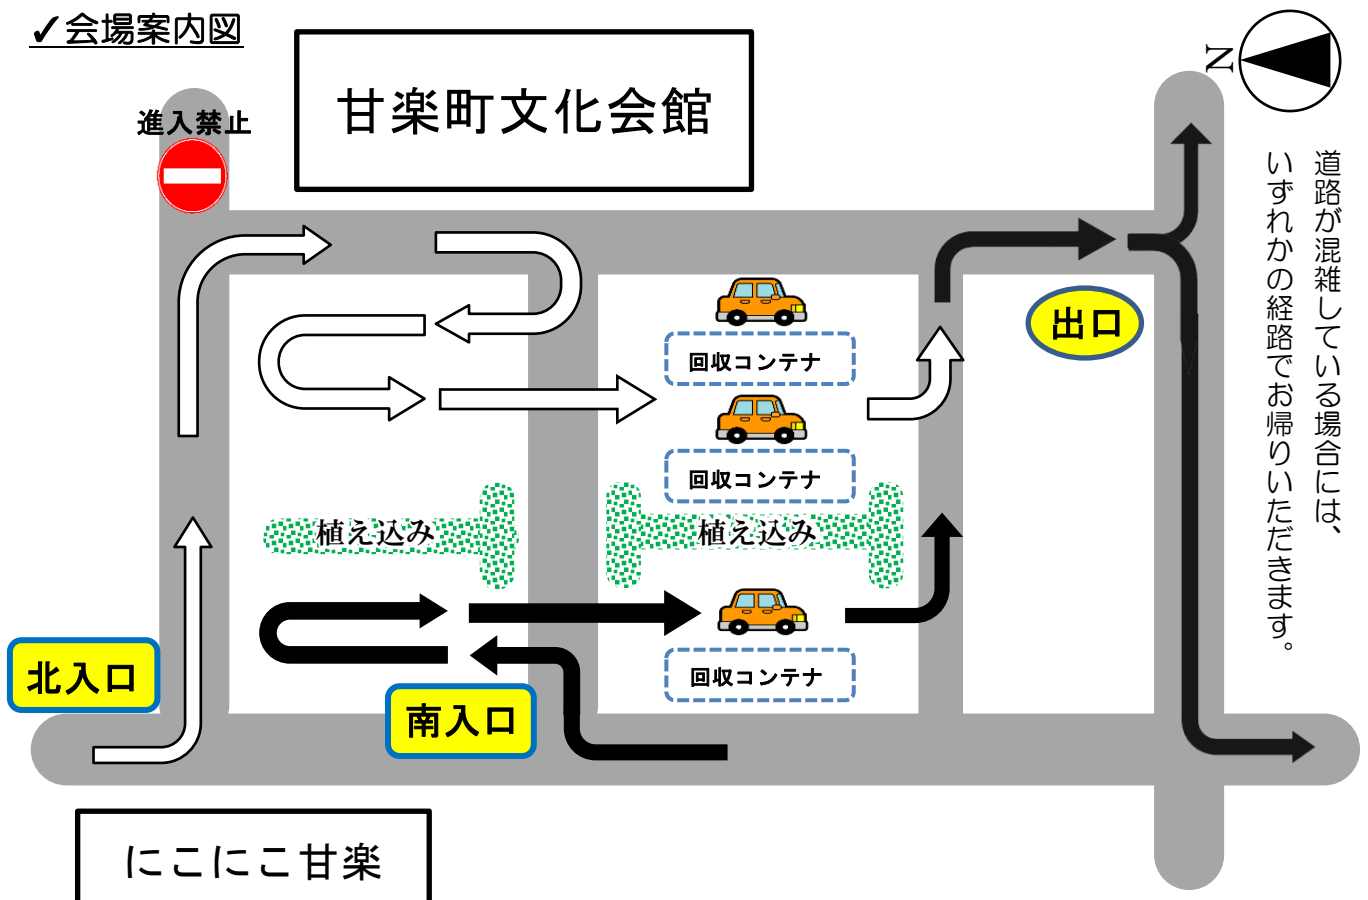 ✓会場案内図
甘楽町文化会館
N
進入禁止
道路が混雑している場合には、
いずれかの経路でお帰りいただきます。
出口
回収コンテナ
回収コンテナ
植え込み
植え込み
北入口
南入口
回収コンテナ
にこにこ甘楽